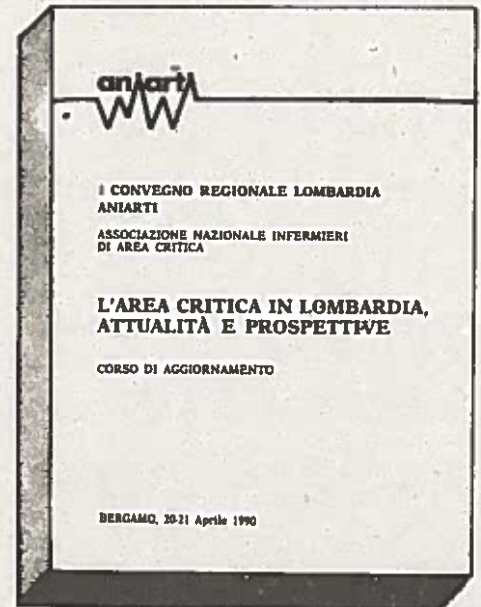 aniarti
I CONVEGNO REGIONALE LOMBARDIA
ANIARTI
ASSOCIAZIONE NAZIONALE INFERMIERI
DI AREA CRITICA
L'AREA CRITICA IN LOMBARDIA,
ATTUALITÀ E PROSPETTIVE
CORSO DI AGGIORNAMENTO
BERGAMO, 20-21 Aprile 1990